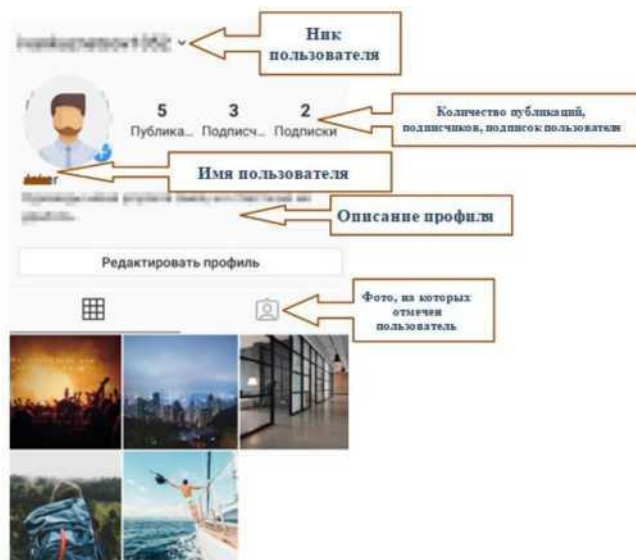 Ник
пользователя
5 3 2
Публика... Подписч... Подписки
Количество публикаций,
подписчиков, подписок пользователя
Имя пользователя
Описание профиля
Редактировать профиль
Фото, на которых
отмечен
пользователь